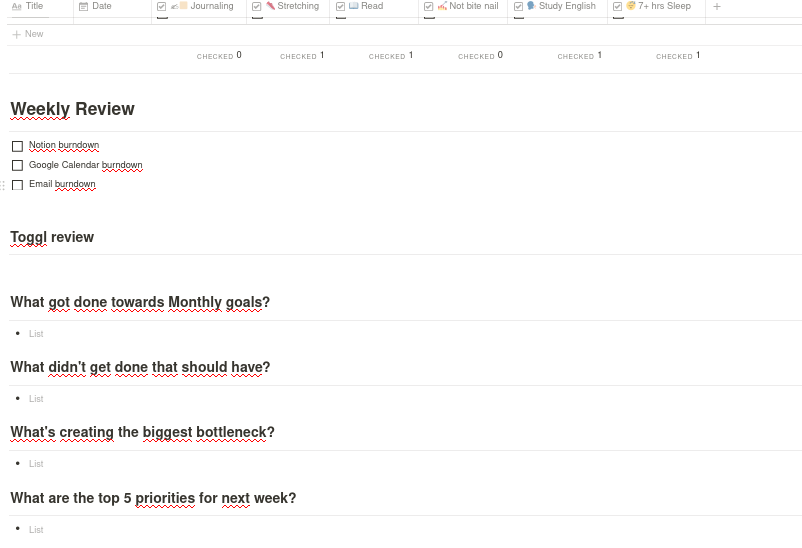 Aa Title Date Journaling Stretching Read Not bite nail Study English 7+ hrs Sleep +
+ New
CHECKED 0 CHECKED 1 CHECKED 1 CHECKED 0 CHECKED 1 CHECKED 1
Weekly Review
Notion burndown
Google Calendar burndown
Email burndown
Toggl review
What got done towards Monthly goals?
• List
What didn't get done that should have?
• List
What's creating the biggest bottleneck?
• List
What are the top 5 priorities for next week?
• List